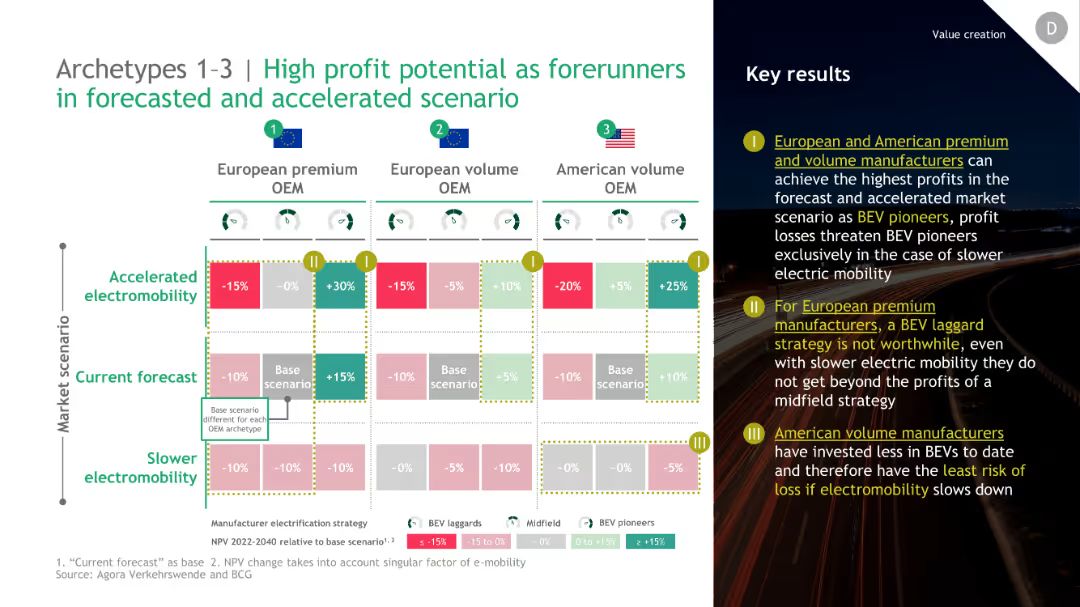 Value creation
D
Archetypes 1–3 | High profit potential as forerunners
in forecasted and accelerated scenario
1
2
3
European premium
OEM
European volume
OEM
American volume
OEM
Market scenario
Accelerated
electromobility
-15%
~0%
+30%
-15%
-5%
+10%
-20%
+5%
+25%
II
I
I
I
Current forecast
-10%
Base
scenario
+15%
-10%
Base
scenario
+5%
-10%
Base
scenario
+10%
Base scenario
different for each
OEM archetype
Slower
electromobility
-10%
-10%
-10%
~0%
-5%
-10%
~0%
~0%
-5%
III
Manufacturer electrification strategy
BEV laggards
Midfield
BEV pioneers
NPV 2022-2040 relative to base scenario1, 2
≤ -15%
-15 to 0%
~ 0%
0 to +15%
≥ +15%
1. “Current forecast” as base 2. NPV change takes into account singular factor of e-mobility
Source: Agora Verkehrswende and BCG
Key results
I
European and American premium
and volume manufacturers can
achieve the highest profits in the
forecast and accelerated market
scenario as BEV pioneers, profit
losses threaten BEV pioneers
exclusively in the case of slower
electric mobility
II
For European premium
manufacturers, a BEV laggard
strategy is not worthwhile, even
with slower electric mobility they do
not get beyond the profits of a
midfield strategy
III
American volume manufacturers
have invested less in BEVs to date
and therefore have the least risk of
loss if electromobility slows down